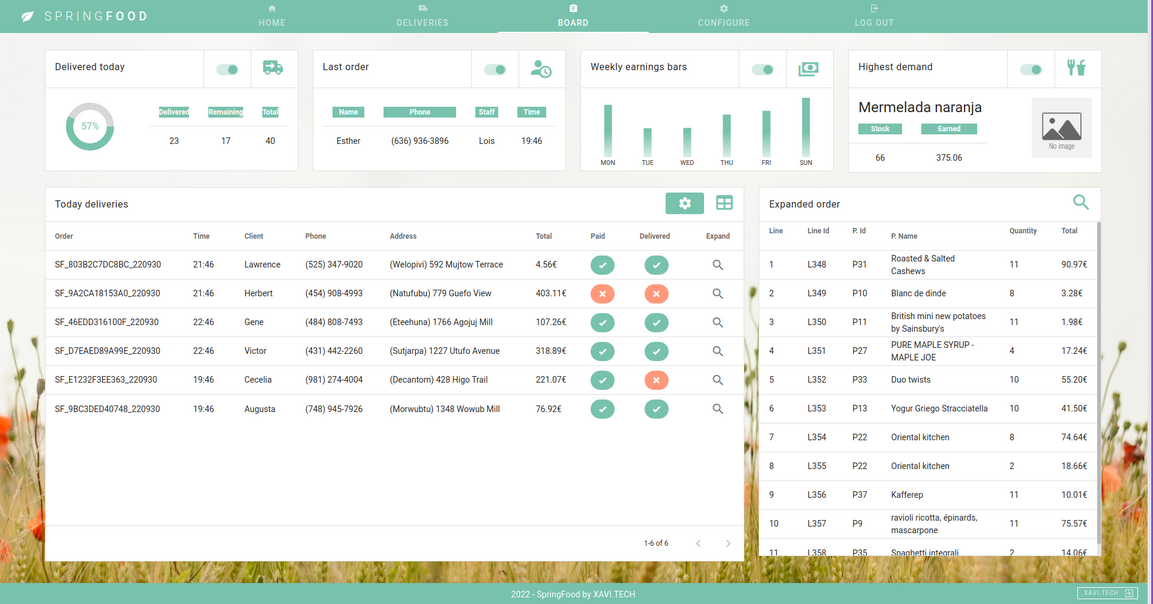 SPRINGFOOD
HOME
DELIVERIES
BOARD
CONFIGURE
LOG OUT
Delivered today
57%
Delivered Remaining Total
23 17 40
Last order
Name Phone Staff Time
Esther (636) 936-3896 Lois 19:46
Weekly earnings bars
MON TUE WED THU FRI SUN
Highest demand
Mermelada naranja
Stock Earned
66 375.06
No image
Today deliveries
Order Time Client Phone Address Total Paid Delivered Expand
SF_803B2C7DC8BC_220930 21:46 Lawrence (525) 347-9020 (Welopivi) 592 Mujtow Terrace 4.56€
SF_9A2CA18153A0_220930 21:46 Herbert (454) 908-4993 (Natufubu) 779 Guefo View 403.11€
SF_46EDD316100F_220930 22:46 Gene (484) 808-7493 (Eteehuna) 1766 Agojuj Mill 107.26€
SF_D7EAED89A99E_220930 22:46 Victor (431) 442-2260 (Sutjarpa) 1227 Utufo Avenue 318.89€
SF_E1232F3EE363_220930 19:46 Cecelia (981) 274-4004 (Decantom) 428 Higo Trail 221.07€
SF_9BC3DED40748_220930 19:46 Augusta (748) 945-7926 (Morwubtu) 1348 Wowub Mill 76.92€
1-6 of 6
Expanded order
Line Line Id P. Id P. Name Quantity Total
1 L348 P31 Roasted & Salted Cashews 11 90.97€
2 L349 P10 Blanc de dinde 8 3.28€
3 L350 P11 British mini new potatoes by Sainsbury's 11 1.98€
4 L351 P27 PURE MAPLE SYRUP - MAPLE JOE 4 17.24€
5 L352 P33 Duo twists 10 55.20€
6 L353 P13 Yogur Griego Stracciatella 10 41.50€
7 L354 P22 Oriental kitchen 8 74.64€
8 L355 P22 Oriental kitchen 2 18.66€
9 L356 P37 Kafferep 11 10.01€
10 L357 P9 ravioli ricotta, épinards, mascarpone 11 75.57€
11 L358 P35 Spaghetti integrali 2 14.06€
2022 - SpringFood by XAVI.TECH
XAVI.TECH